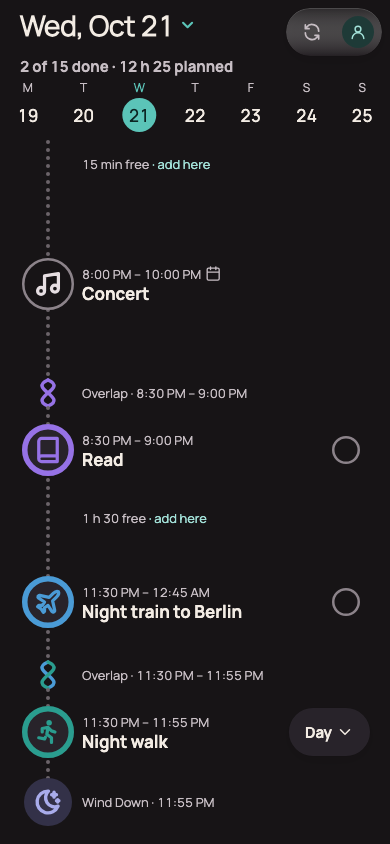 Wed, Oct 21
2 of 15 done · 12 h 25 planned
M T W T F S S
19 20 21 22 23 24 25
15 min free · add here
8:00 PM – 10:00 PM
Concert
Overlap · 8:30 PM – 9:00 PM
8:30 PM – 9:00 PM
Read
1 h 30 free · add here
11:30 PM – 12:45 AM
Night train to Berlin
Overlap · 11:30 PM – 11:55 PM
11:30 PM – 11:55 PM
Night walk
Day
Wind Down · 11:55 PM